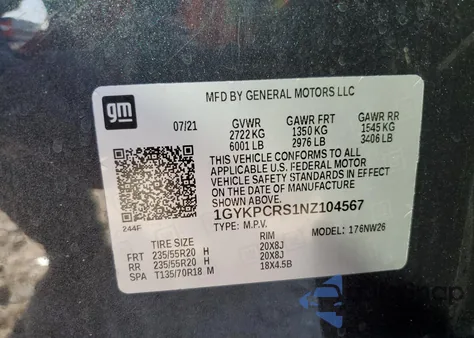 MFD BY GENERAL MOTORS LLC
gm
07/21
GVWR GAWR FRT GAWR RR
2722 KG 1350 KG 1545 KG
6001 LB 2976 LB 3406 LB
THIS VEHICLE CONFORMS TO ALL
APPLICABLE U.S. FEDERAL MOTOR
VEHICLE SAFETY STANDARDS IN EFFECT
ON THE DATE OF MANUFACTURE SHOWN ABOVE.
1GYKPCRS1NZ104567
TYPE: M.P.V. MODEL: 176NW26
244F
TIRE SIZE RIM
FRT 235/55R20 H 20X8J
RR 235/55R20 H 20X8J
SPA T135/70R18 M 18X4.5B